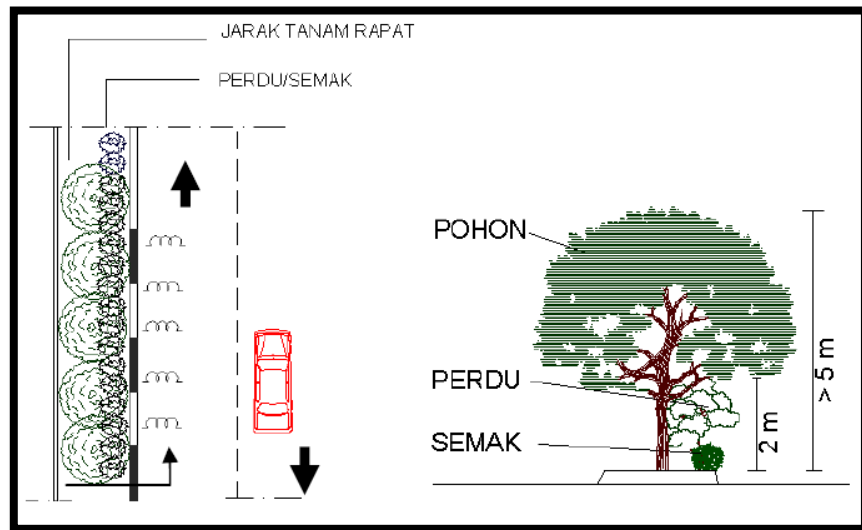 JARAK TANAM RAPAT
PERDU/SEMAK
POHON
PERDU
SEMAK
2 m
> 5 m